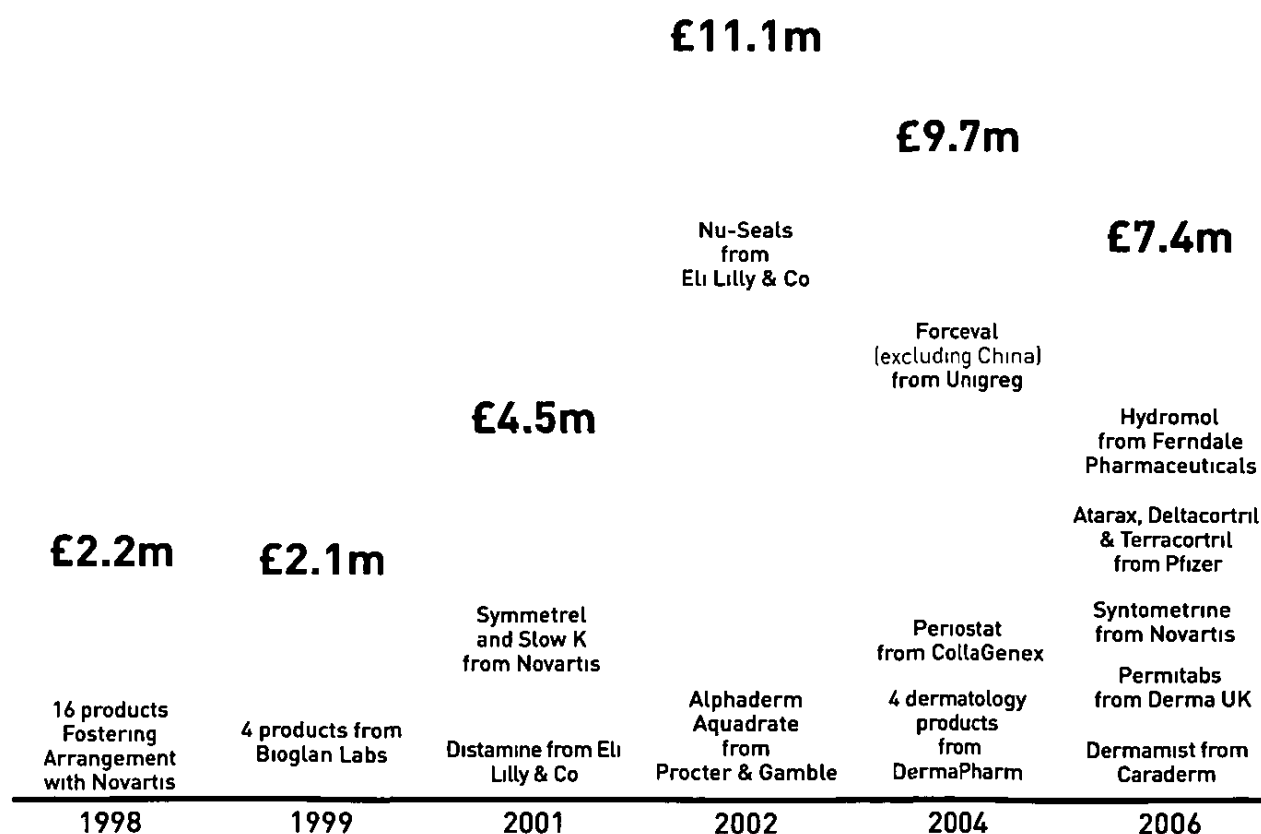 £2.2m
16 products
Fostering
Arrangement
with Novartis
1998
£2.1m
4 products from
Bioglan Labs
1999
£4.5m
Symmetrel
and Slow K
from Novartis
Distamine from Eli
Lilly & Co
2001
£11.1m
Nu-Seals
from
Eli Lilly & Co
Alphaderm
Aquadrate
from
Procter & Gamble
2002
£9.7m
Forceval
(excluding China)
from Unigreg
Periostat
from CollaGenex
4 dermatology
products
from
DermaPharm
2004
£7.4m
Hydromol
from Ferndale
Pharmaceuticals
Atarax, Deltacortril
& Terracortril
from Pfizer
Syntometrine
from Novartis
Permitabs
from Derma UK
Dermamist from
Caraderm
2006